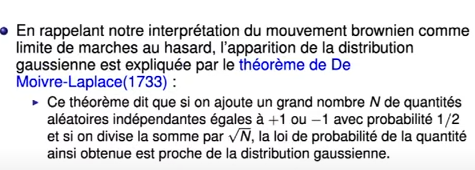 En rappelant notre interprétation du mouvement brownien comme
limite de marches au hasard, l'apparition de la distribution
gaussienne est expliquée par le théorème de De
Moivre-Laplace(1733) :
Ce théorème dit que si on ajoute un grand nombre N de quantités
aléatoires indépendantes égales à +1 ou −1 avec probabilité 1/2
et si on divise la somme par √N, la loi de probabilité de la quantité
ainsi obtenue est proche de la distribution gaussienne.